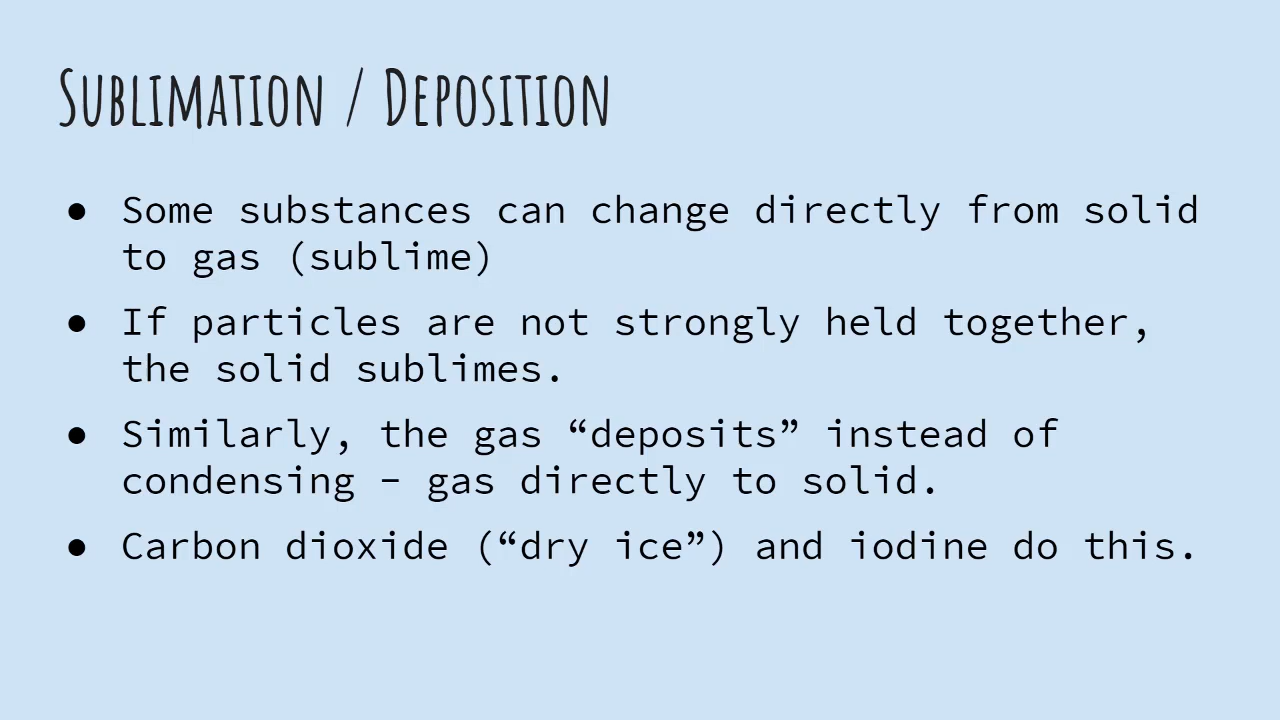 Sublimation / Deposition
● Some substances can change directly from solid
to gas (sublime)
● If particles are not strongly held together,
the solid sublimes.
● Similarly, the gas “deposits” instead of
condensing – gas directly to solid.
● Carbon dioxide (“dry ice”) and iodine do this.